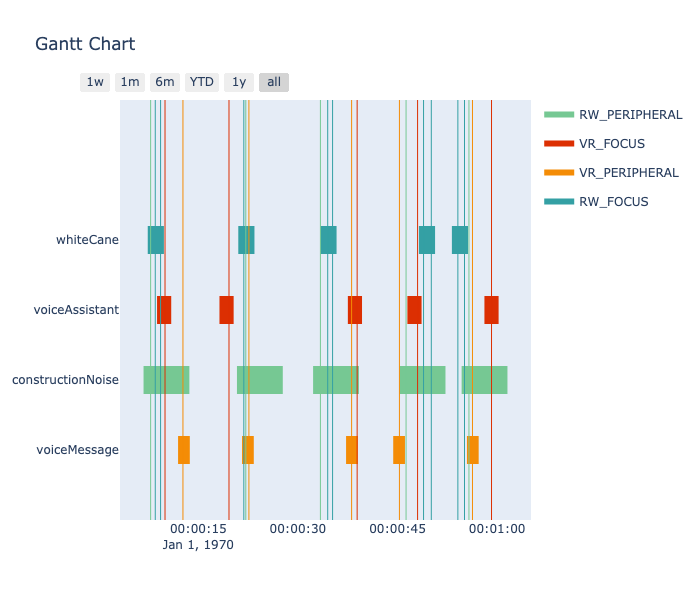 Gantt Chart
1w 1m 6m YTD 1y all
RW_PERIPHERAL
VR_FOCUS
VR_PERIPHERAL
RW_FOCUS
whiteCane
voiceAssistant
constructionNoise
voiceMessage
00:00:15 00:00:30 00:00:45 00:01:00
Jan 1, 1970